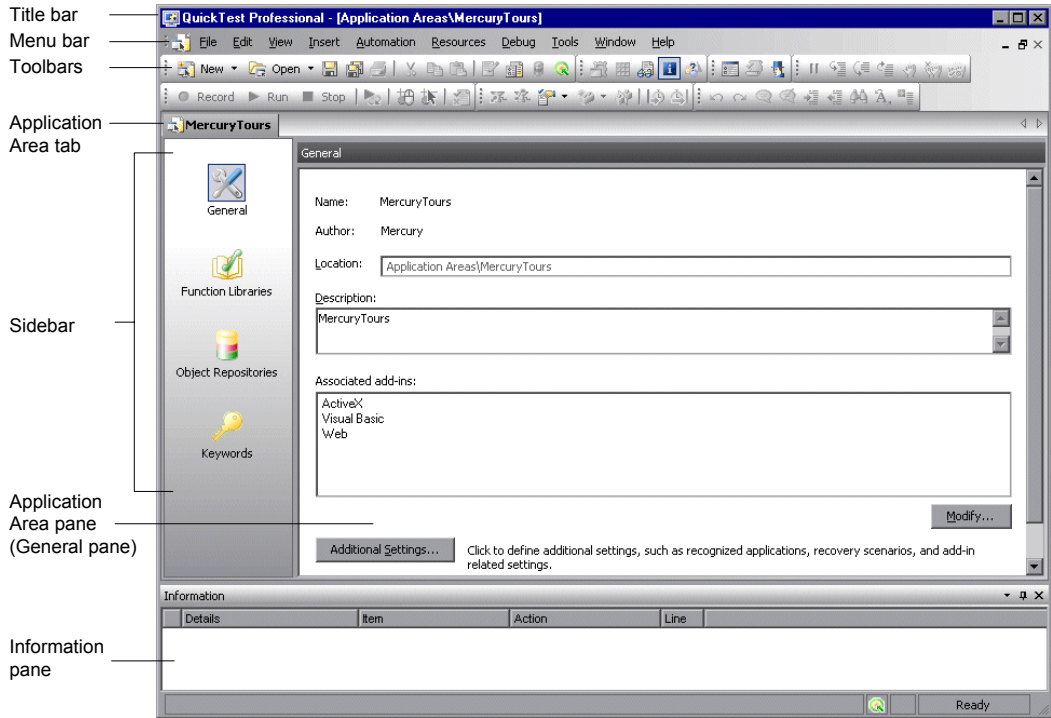 Title bar
QuickTest Professional - [Application Areas\MercuryTours]
Menu bar
File Edit View Insert Automation Resources Debug Tools Window Help
Toolbars
New Open
Record Run Stop
Application
Area tab
MercuryTours
Sidebar
General
Function Libraries
Object Repositories
Keywords
General
Name: MercuryTours
Author: Mercury
Location: Application Areas\MercuryTours
Description:
MercuryTours
Associated add-ins:
ActiveX
Visual Basic
Web
Modify...
Application
Area pane
(General pane)
Additional Settings...
Click to define additional settings, such as recognized applications, recovery scenarios, and add-in
related settings.
Information
Details Item Action Line
Information
pane
Ready